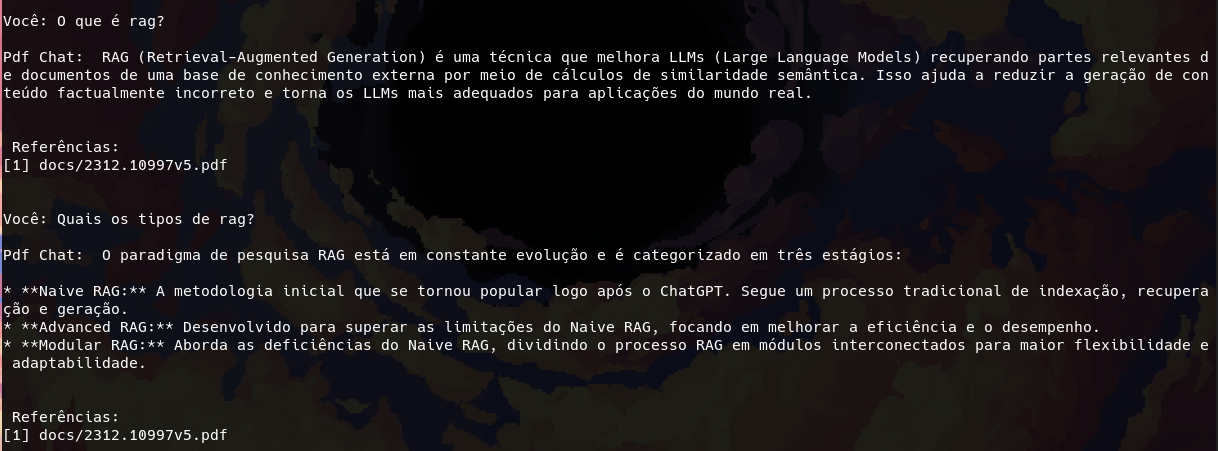 Você: O que é rag?
Pdf Chat:  RAG (Retrieval-Augmented Generation) é uma técnica que melhora LLMs (Large Language Models) recuperando partes relevantes d
e documentos de uma base de conhecimento externa por meio de cálculos de similaridade semântica. Isso ajuda a reduzir a geração de con
teúdo factualmente incorreto e torna os LLMs mais adequados para aplicações do mundo real.
Referências:
[1] docs/2312.10997v5.pdf
Você: Quais os tipos de rag?
Pdf Chat:  O paradigma de pesquisa RAG está em constante evolução e é categorizado em três estágios:
* **Naive RAG:** A metodologia inicial que se tornou popular logo após o ChatGPT. Segue um processo tradicional de indexação, recupera
ção e geração.
* **Advanced RAG:** Desenvolvido para superar as limitações do Naive RAG, focando em melhorar a eficiência e o desempenho.
* **Modular RAG:** Aborda as deficiências do Naive RAG, dividindo o processo RAG em módulos interconectados para maior flexibilidade e
adaptabilidade.
Referências:
[1] docs/2312.10997v5.pdf